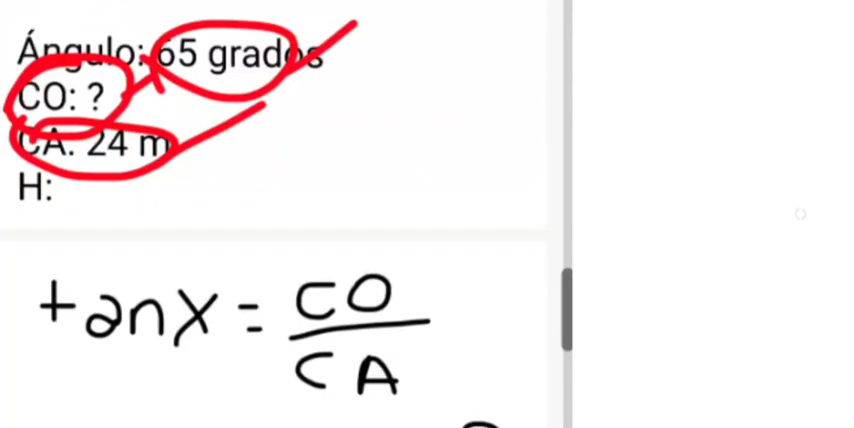 Ángulo: 65 grados
CO: ?
CA: 24 m
H:
tanX = CO
CA